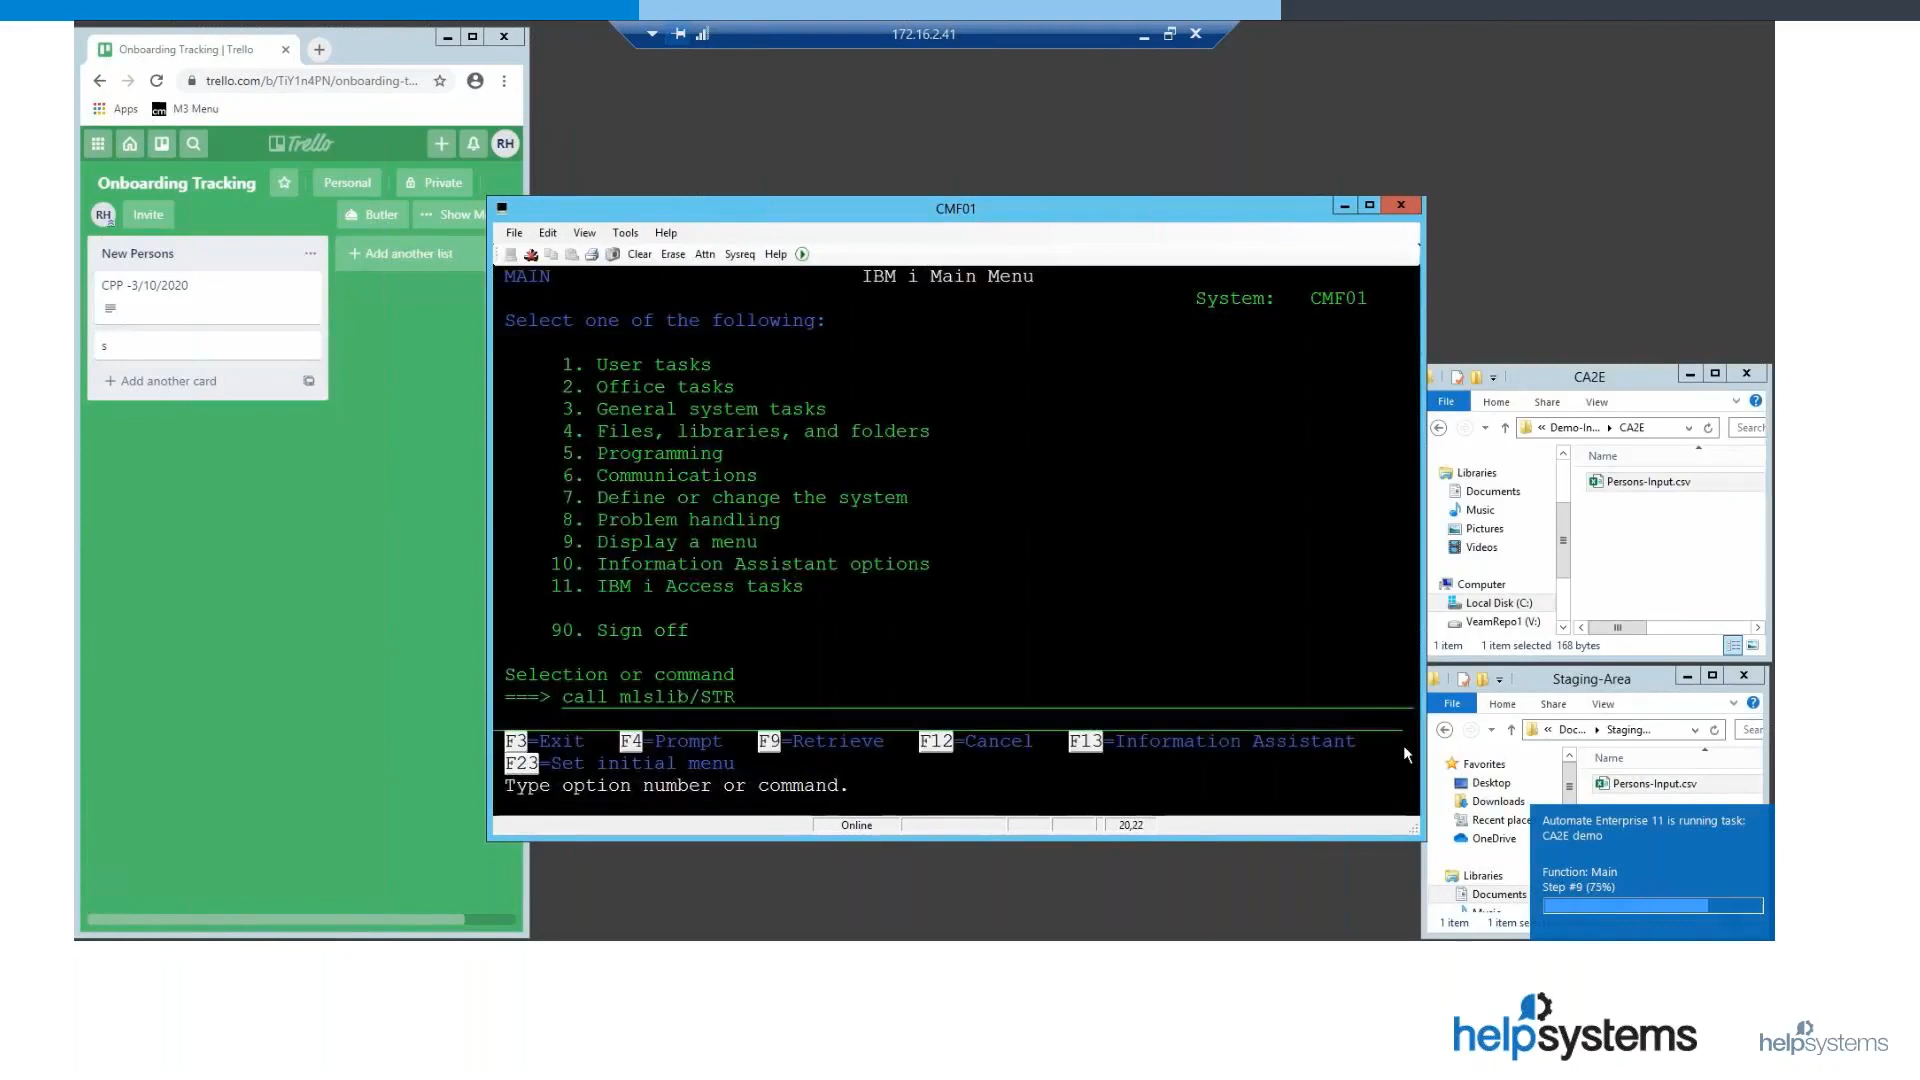 172.16.2.41
Onboarding Tracking | Trello
trello.com/b/TiY1n4PN/onboarding-t...
Apps
cm
M3 Menu
Trello
RH
Onboarding Tracking
Personal
Private
RH
Invite
Butler
Show M
New Persons
CPP -3/10/2020
s
Add another card
Add another list
CMF01
File Edit View Tools Help
Clear Erase Attn Sysreq Help
MAIN IBM i Main Menu
System: CMF01
Select one of the following:
1. User tasks
2. Office tasks
3. General system tasks
4. Files, libraries, and folders
5. Programming
6. Communications
7. Define or change the system
8. Problem handling
9. Display a menu
10. Information Assistant options
11. IBM i Access tasks
90. Sign off
Selection or command
===> call mlslib/STR
F3=Exit F4=Prompt F9=Retrieve F12=Cancel F13=Information Assistant
F23=Set initial menu
Type option number or command.
Online 20,22
CA2E
File Home Share View
« Demo-In... ▸ CA2E
Searc
Name
Persons-Input.csv
Libraries
Documents
Music
Pictures
Videos
Computer
Local Disk (C:)
VeamRepo1 (V:)
1 item 1 item selected 168 bytes
Staging-Area
File Home Share View
« Doc... ▸ Staging...
Sear
Name
Persons-Input.csv
Favorites
Desktop
Downloads
Recent place
OneDrive
Libraries
Documents
1 item 1 item se
Automate Enterprise 11 is running task:
CA2E demo
Function: Main
Step #9 (75%)
helpsystems
helpsystems